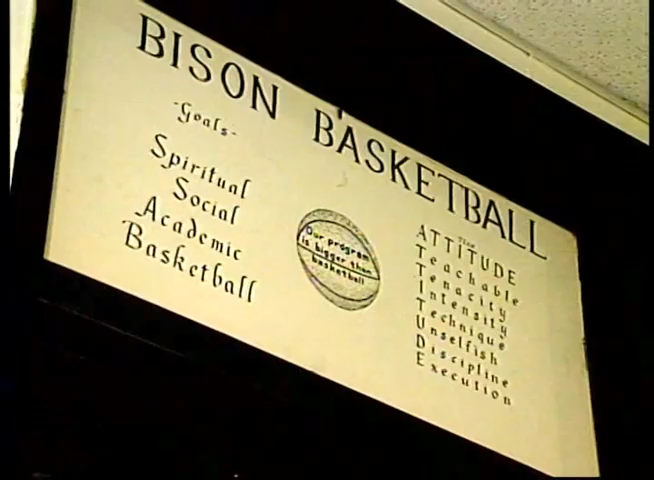 BISON BASKETBALL
-Goals-
Spiritual
Social
Academic
Basketball
Our program
is bigger than
basketball
The
ATTITUDE
Teachable
Tenacity
Intensity
Technique
Unselfish
Discipline
Execution